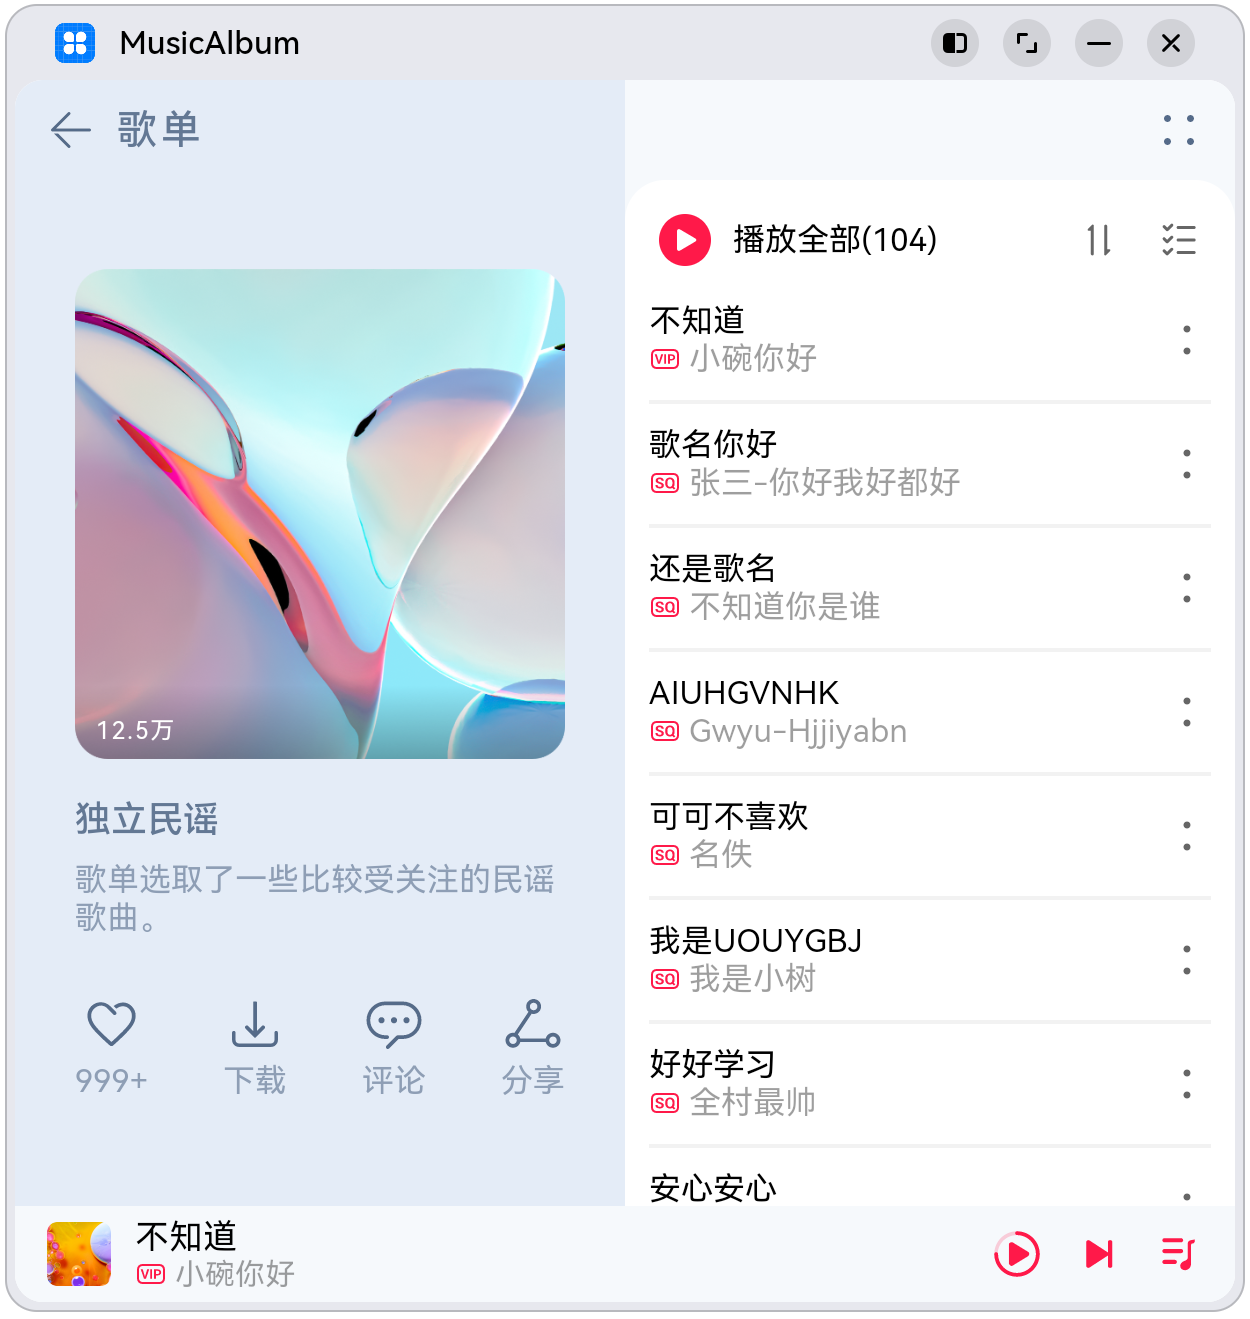 MusicAlbum
歌单
12.5万
独立民谣
歌单选取了一些比较受关注的民谣
歌曲。
999+
下载
评论
分享
播放全部(104)
不知道
VIP 小碗你好
歌名你好
SQ 张三-你好我好都好
还是歌名
SQ 不知道你是谁
AIUHGVNHK
SQ Gwyu-Hjjiyabn
可可不喜欢
SQ 名佚
我是UOUYGBJ
SQ 我是小树
好好学习
SQ 全村最帅
安心安心
不知道
VIP 小碗你好